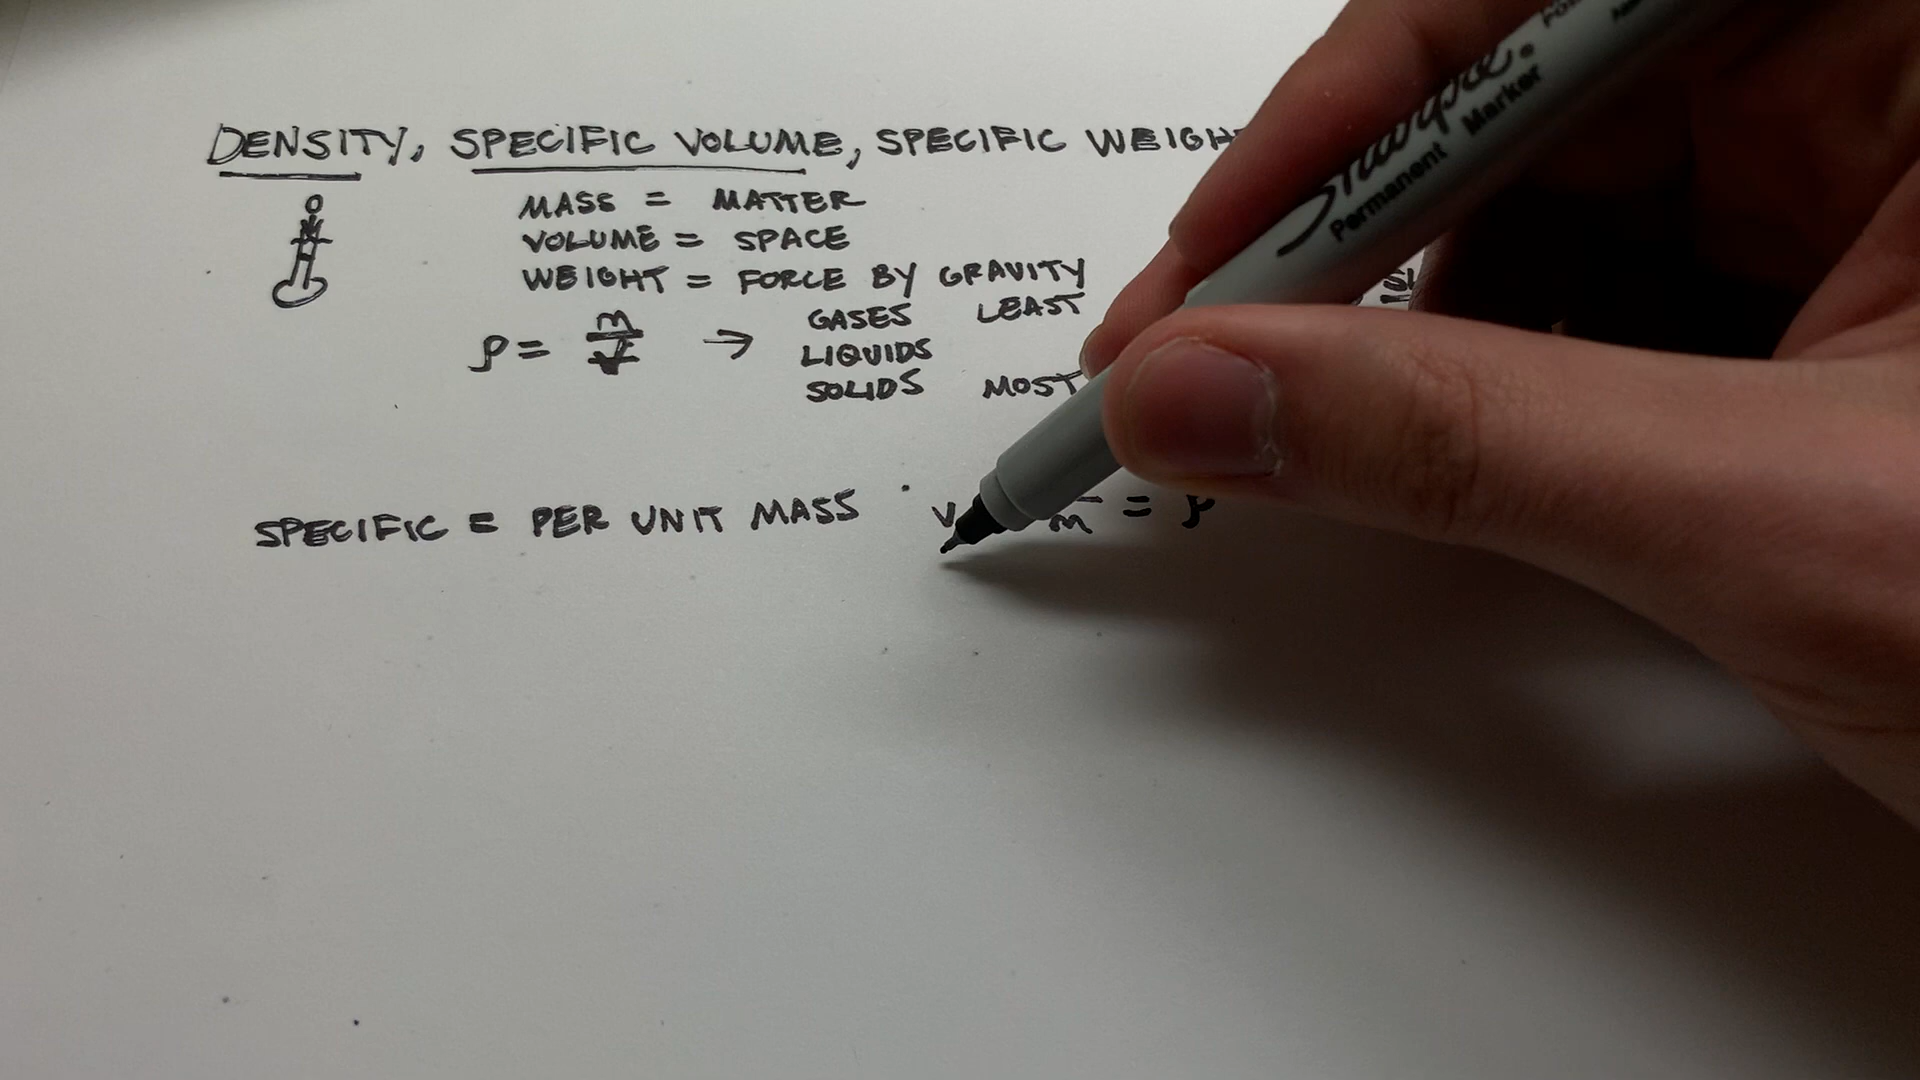 DENSITY, SPECIFIC VOLUME, SPECIFIC WEIGH
MASS = MATTER
VOLUME = SPACE
WEIGHT = FORCE BY GRAVITY
ρ = m/V → GASES LEAST
LIQUIDS
SOLIDS MOST
SPECIFIC = PER UNIT MASS v m = ρ
Sharpie.
Permanent Marker